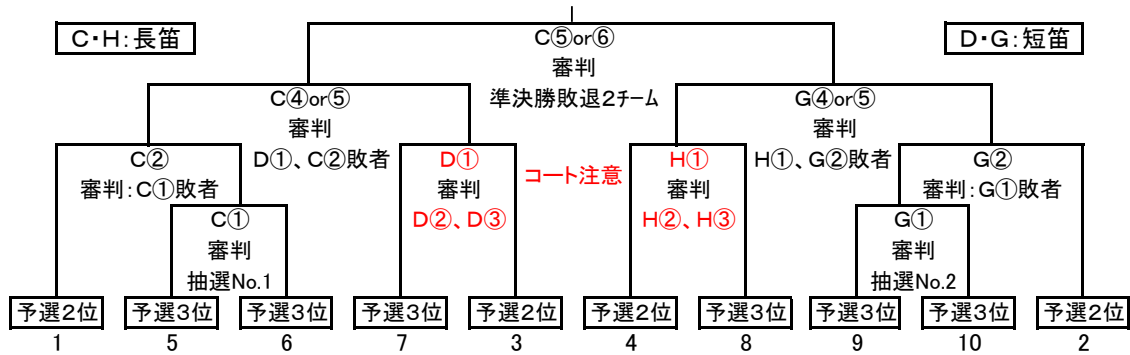 C・H:長笛
D・G:短笛
C⑤or⑥
審判
準決勝敗退2チーム
C④or⑤
審判
D①、C②敗者
G④or⑤
審判
H①、G②敗者
C②
審判:C①敗者
D①
審判
D②、D③
コート注意
H①
審判
H②、H③
G②
審判:G①敗者
C①
審判
抽選No.1
G①
審判
抽選No.2
予選2位 予選3位 予選3位 予選3位 予選2位 予選2位 予選3位 予選3位 予選3位 予選2位
1 5 6 7 3 4 8 9 10 2